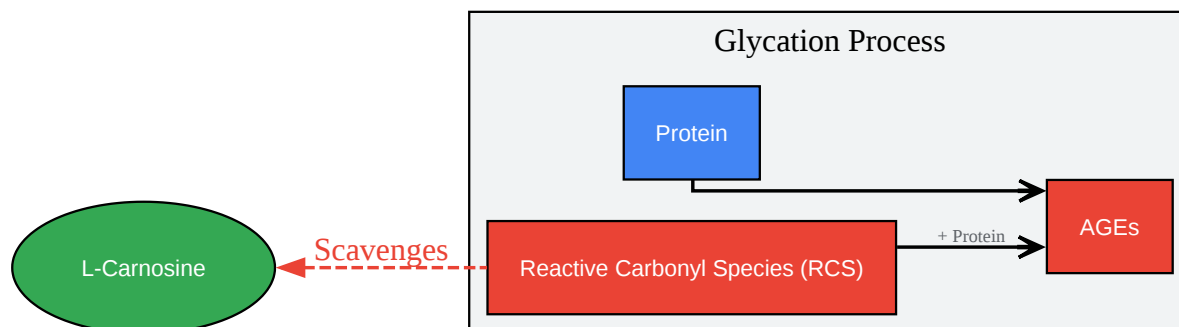 Glycation Process
Protein
AGEs
+ Protein
Scavenges
L-Carnosine
Reactive Carbonyl Species (RCS)